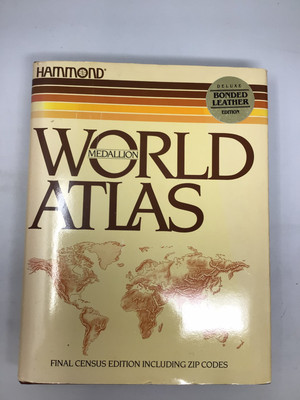 HAMMOND®
DELUXE
BONDED
LEATHER
EDITION
WORLD
MEDALLION
ATLAS
FINAL CENSUS EDITION INCLUDING ZIP CODES